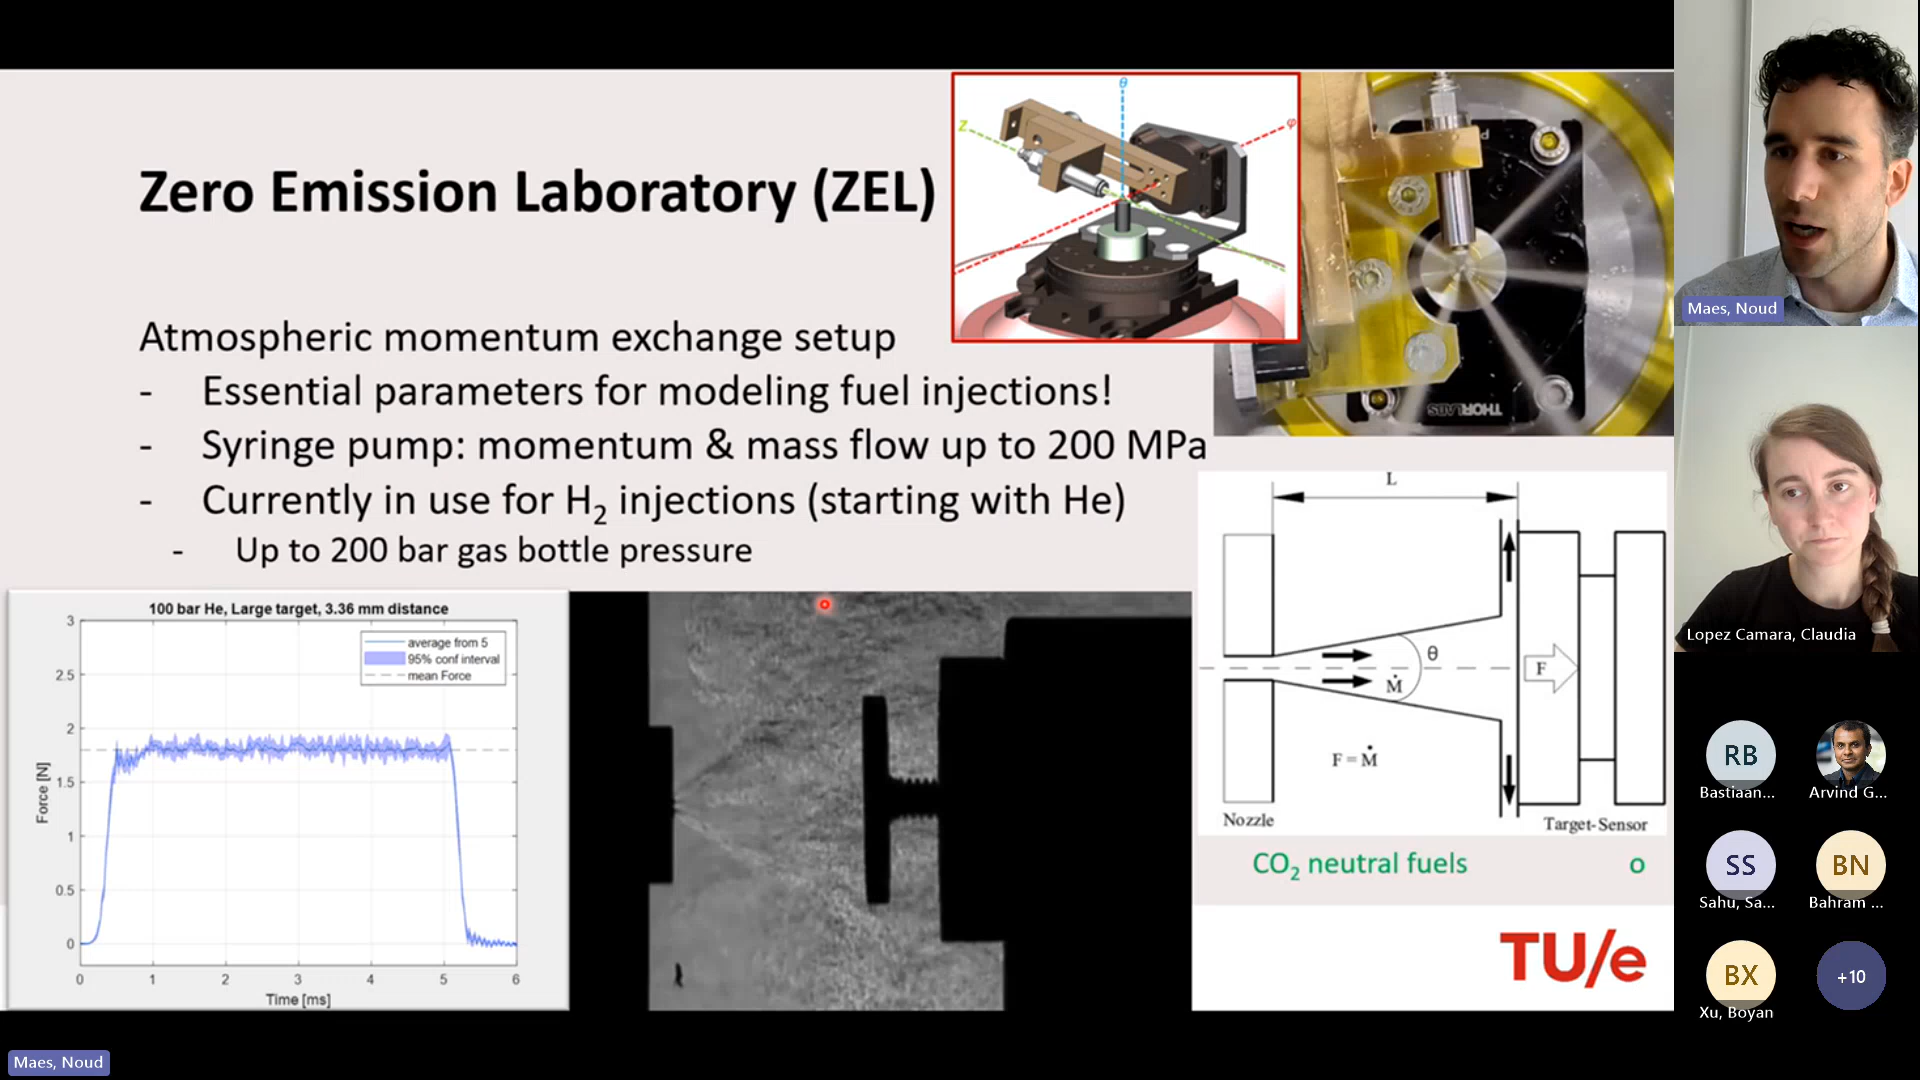 Zero Emission Laboratory (ZEL)
Atmospheric momentum exchange setup
- Essential parameters for modeling fuel injections!
- Syringe pump: momentum & mass flow up to 200 MPa
- Currently in use for H2 injections (starting with He)
- Up to 200 bar gas bottle pressure
θ
Z
φ
THORLABS
100 bar He, Large target, 3.36 mm distance
average from 5
95% conf interval
mean Force
3
2.5
2
1.5
1
0.5
0
Force [N]
0 1 2 3 4 5 6
Time [ms]
L
θ
Ṁ
F
F = Ṁ
Nozzle
Target-Sensor
CO2 neutral fuels
TU/e
Maes, Noud
Lopez Camara, Claudia
RB
Bastiaan...
Arvind G...
SS
Sahu, Sa...
BN
Bahram ...
BX
Xu, Boyan
+10
Maes, Noud